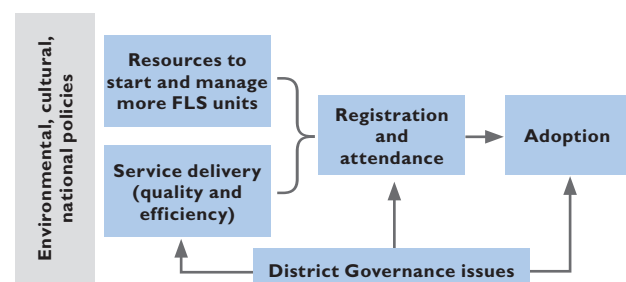 Environmental, cultural,
national policies
Resources to
start and manage
more FLS units
Service delivery
(quality and
efficiency)
Registration
and
attendance
Adoption
District Governance issues